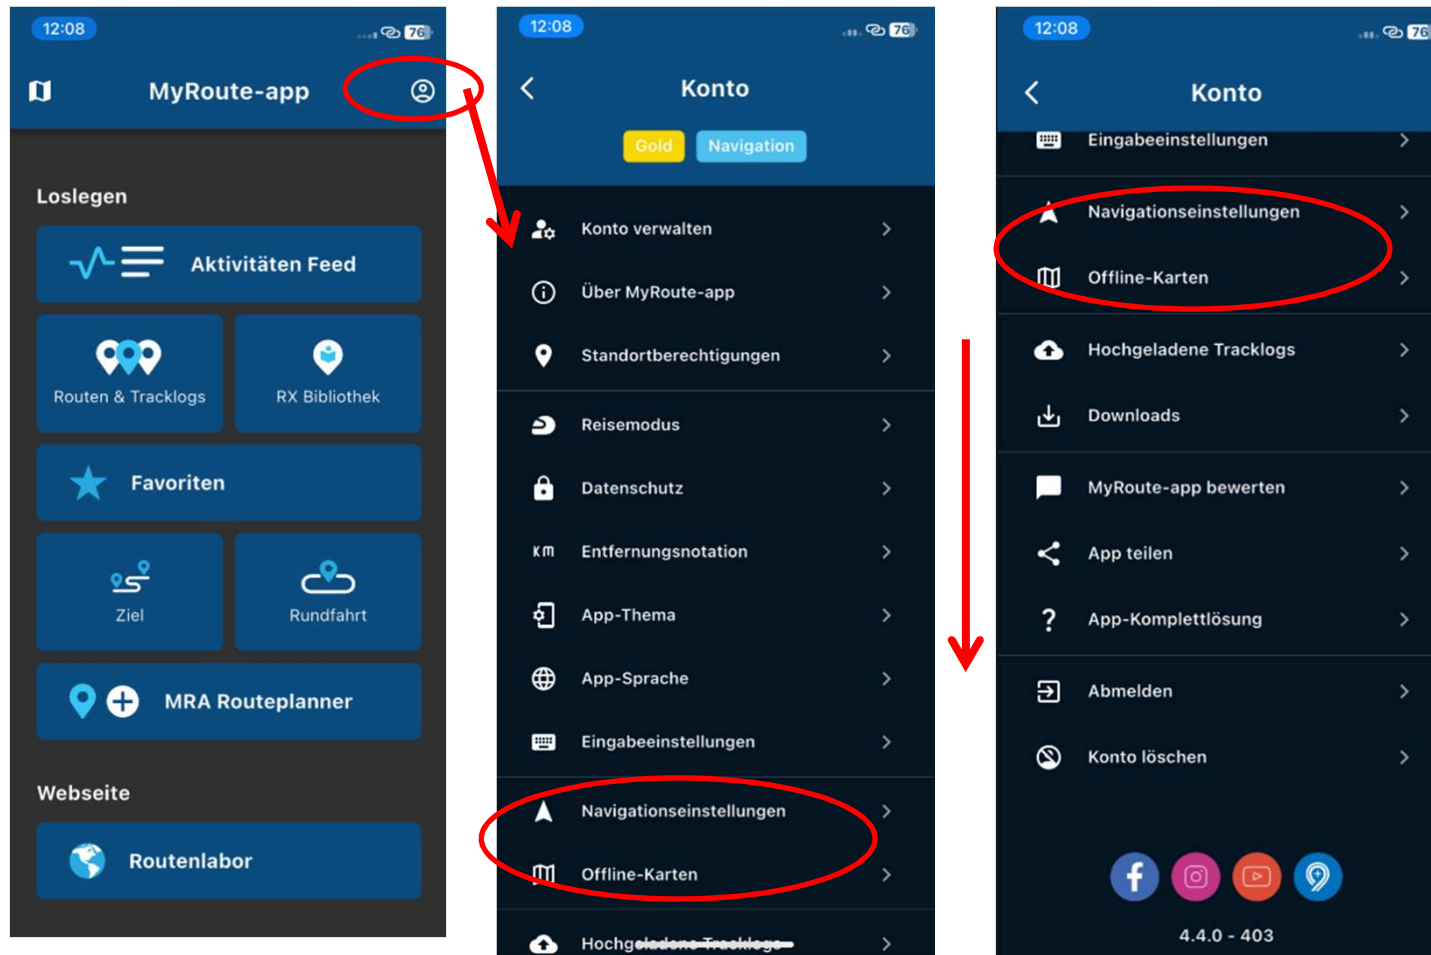 12:08
76
MyRoute-app
Loslegen
Aktivitäten Feed
Routen & Tracklogs
RX Bibliothek
Favoriten
Ziel
Rundfahrt
MRA Routeplanner
Webseite
Routenlabor
12:08
76
Konto
Gold
Navigation
Konto verwalten
Über MyRoute-app
Standortberechtigungen
Reisemodus
Datenschutz
KM Entfernungsnotation
App-Thema
App-Sprache
Eingabeeinstellungen
Navigationseinstellungen
Offline-Karten
Hochgeladene Tracklogs
12:08
76
Konto
Eingabeeinstellungen
Navigationseinstellungen
Offline-Karten
Hochgeladene Tracklogs
Downloads
MyRoute-app bewerten
App teilen
? App-Komplettlösung
Abmelden
Konto löschen
4.4.0 - 403